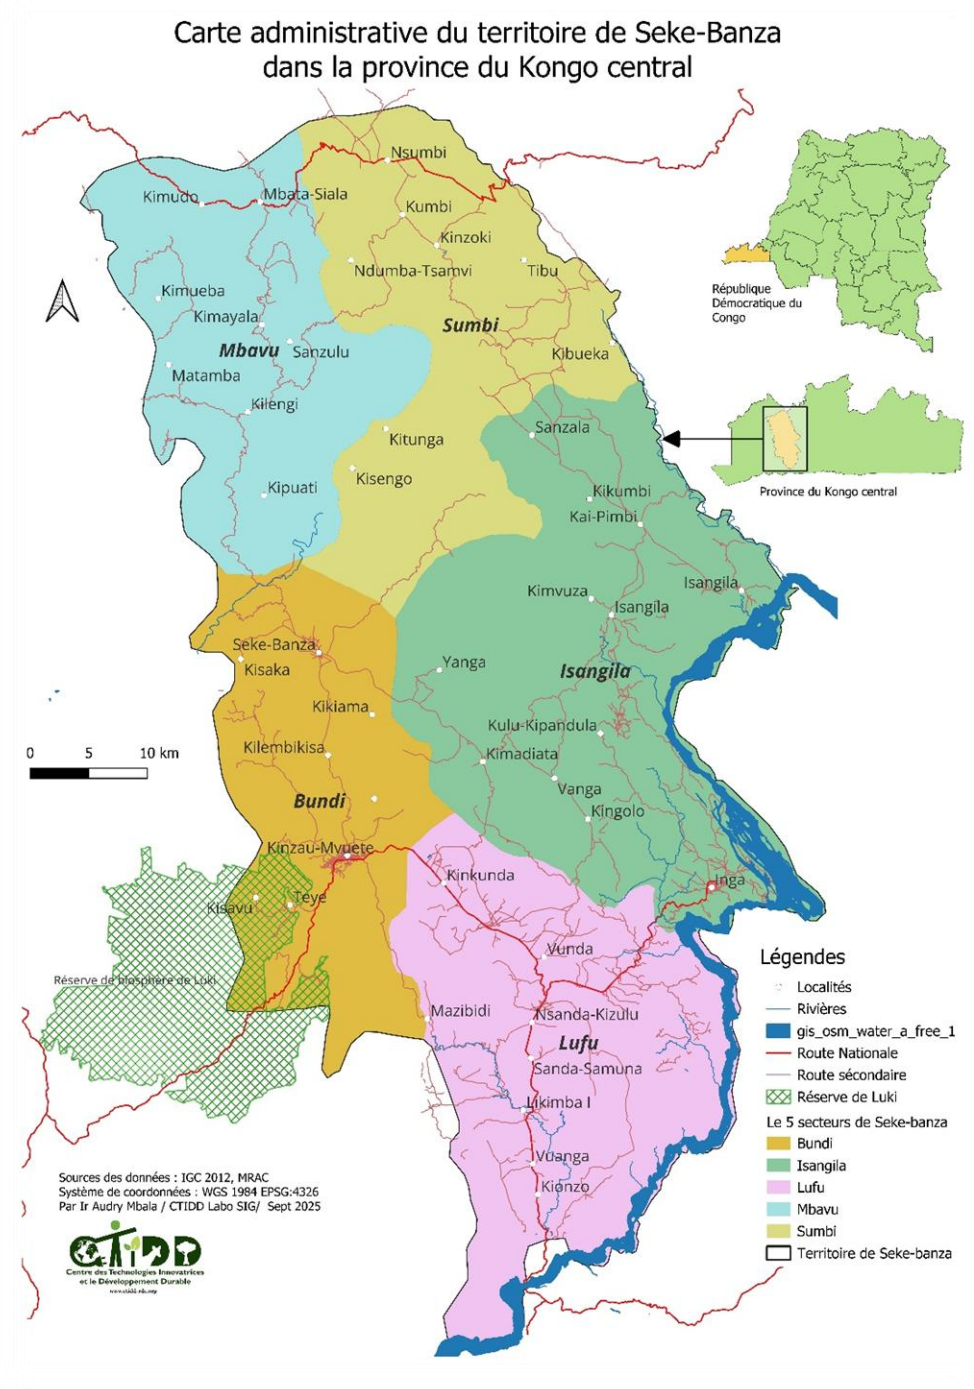 Carte administrative du territoire de Seke-Banza
dans la province du Kongo central
Nsumbi
Kimudo
Mbata-Siala
Kumbi
Kinzoki
Ndumba-Tsamvi
Tibu
Kimueba
Kimayala
Sumbi
Mbavu
Sanzulu
Kibueka
Matamba
Kilengi
Kitunga
Sanzala
Kisengo
Kipuati
Kikumbi
Kai-Pimbi
République
Démocratique du
Congo
Province du Kongo central
Isangila
Kimvuza
Isangila
Seke-Banza
Kisaka
Yanga
Isangila
Kikiama
Kulu-Kipandula
Kilembikisa
Kimadiata
0 5 10 km
Vanga
Bundi
Kingolo
Kinzau-Mvuete
Kinkunda
Inga
Teye
Kisavu
Vunda
Réserve de biosphère de Luki
Mazibidi
Nsanda-Kizulu
Lufu
Sanda-Samuna
Likimba I
Vuanga
Kionzo
Légendes
Localités
Rivières
gis_osm_water_a_free_1
Route Nationale
Route sécondaire
Réserve de Luki
Le 5 secteurs de Seke-banza
Bundi
Isangila
Lufu
Mbavu
Sumbi
Territoire de Seke-banza
Sources des données : IGC 2012, MRAC
Système de coordonnées : WGS 1984 EPSG:4326
Par Ir Audry Mbala / CTIDD Labo SIG/ Sept 2025
CTIDD
Centre des Technologies Innovatrices
et le Développement Durable
www.ctidd-rdc.org